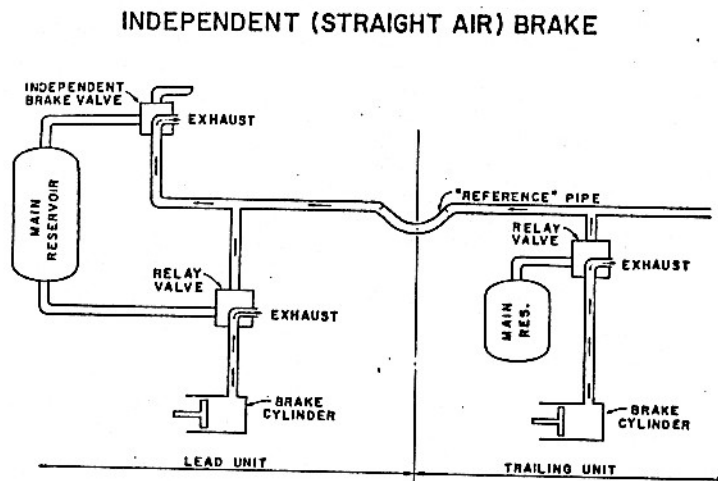 INDEPENDENT (STRAIGHT AIR) BRAKE
INDEPENDENT
BRAKE VALVE
EXHAUST
MAIN
RESERVOIR
"REFERENCE" PIPE
RELAY
VALVE
EXHAUST
MAIN
RES.
RELAY
VALVE
EXHAUST
BRAKE
CYLINDER
BRAKE
CYLINDER
LEAD UNIT
TRAILING UNIT